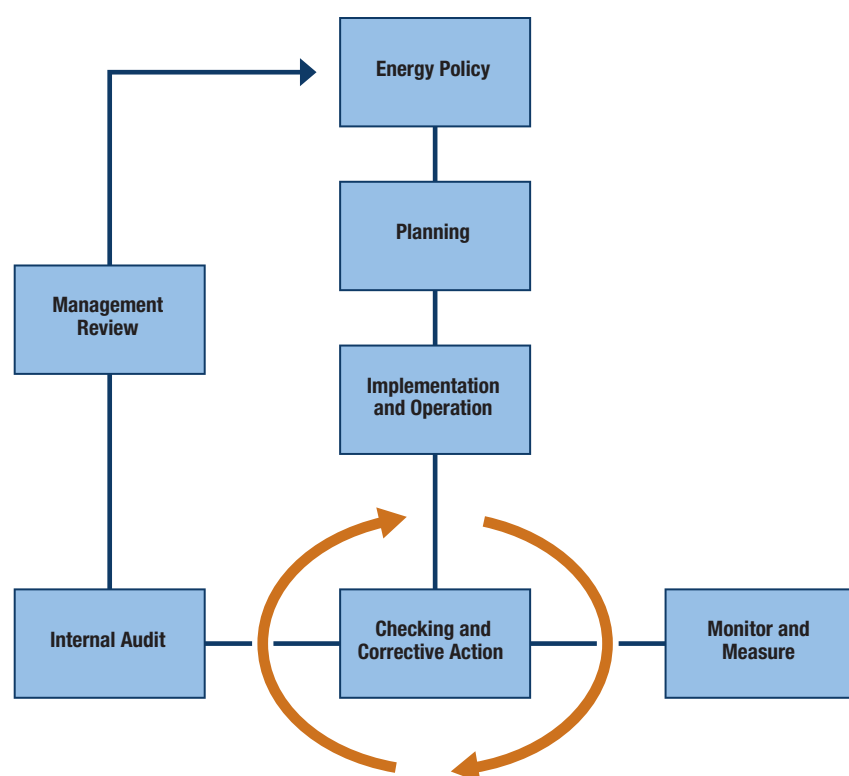 Energy Policy
Planning
Management
Review
Implementation
and Operation
Internal Audit
Checking and
Corrective Action
Monitor and
Measure